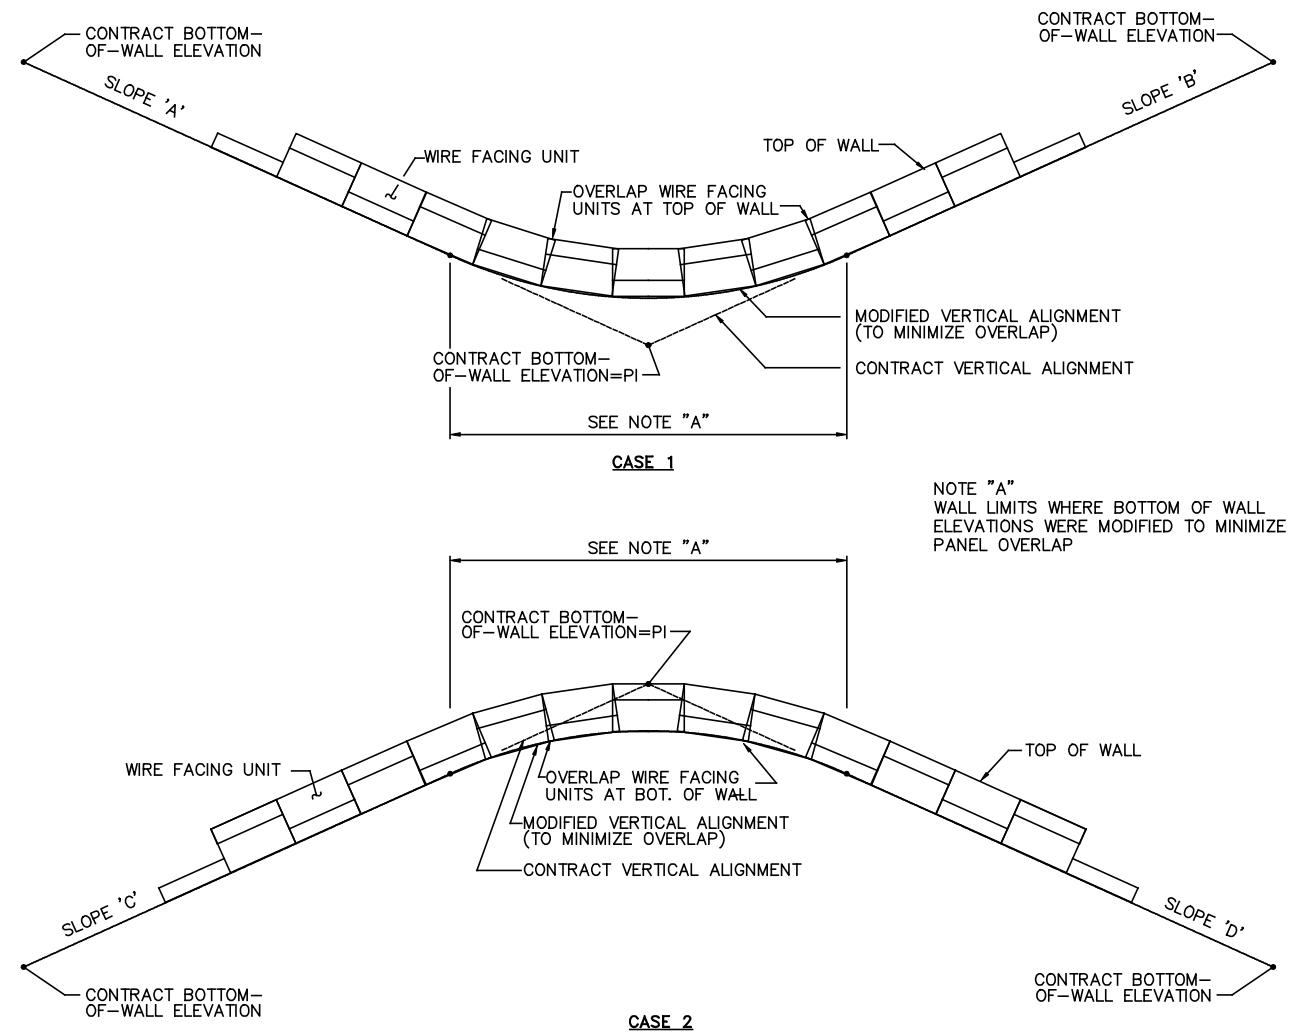 CONTRACT BOTTOM-
OF-WALL ELEVATION
CONTRACT BOTTOM-
OF-WALL ELEVATION
SLOPE 'A'
SLOPE 'B'
WIRE FACING UNIT
TOP OF WALL
OVERLAP WIRE FACING
UNITS AT TOP OF WALL
MODIFIED VERTICAL ALIGNMENT
(TO MINIMIZE OVERLAP)
CONTRACT BOTTOM-
OF-WALL ELEVATION=PI
CONTRACT VERTICAL ALIGNMENT
SEE NOTE "A"
CASE 1
NOTE "A"
WALL LIMITS WHERE BOTTOM OF WALL
ELEVATIONS WERE MODIFIED TO MINIMIZE
PANEL OVERLAP
SEE NOTE "A"
CONTRACT BOTTOM-
OF-WALL ELEVATION=PI
TOP OF WALL
WIRE FACING UNIT
OVERLAP WIRE FACING
UNITS AT BOT. OF WALL
MODIFIED VERTICAL ALIGNMENT
(TO MINIMIZE OVERLAP)
CONTRACT VERTICAL ALIGNMENT
SLOPE 'C'
SLOPE 'D'
CONTRACT BOTTOM-
OF-WALL ELEVATION
CONTRACT BOTTOM-
OF-WALL ELEVATION
CASE 2